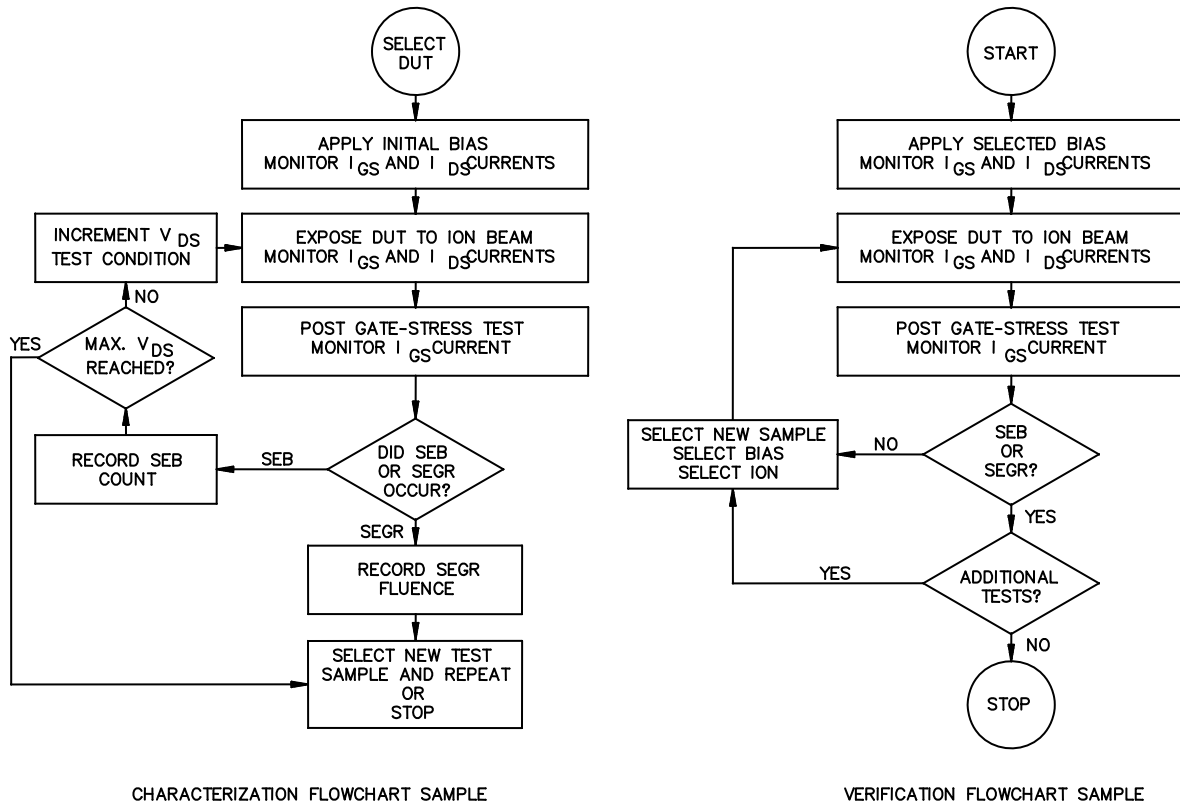 SELECT
DUT
APPLY INITIAL BIAS
MONITOR I GS AND I DS CURRENTS
INCREMENT V DS
TEST CONDITION
EXPOSE DUT TO ION BEAM
MONITOR I GS AND I DS CURRENTS
NO
YES
MAX. V DS
REACHED?
POST GATE-STRESS TEST
MONITOR I GS CURRENT
RECORD SEB
COUNT
SEB
DID SEB
OR SEGR
OCCUR?
SEGR
RECORD SEGR
FLUENCE
SELECT NEW TEST
SAMPLE AND REPEAT
OR
STOP
CHARACTERIZATION FLOWCHART SAMPLE
START
APPLY SELECTED BIAS
MONITOR I GS AND I DS CURRENTS
EXPOSE DUT TO ION BEAM
MONITOR I GS AND I DS CURRENTS
POST GATE-STRESS TEST
MONITOR I GS CURRENT
SELECT NEW SAMPLE
SELECT BIAS
SELECT ION
NO
SEB
OR
SEGR?
YES
YES
ADDITIONAL
TESTS?
NO
STOP
VERIFICATION FLOWCHART SAMPLE